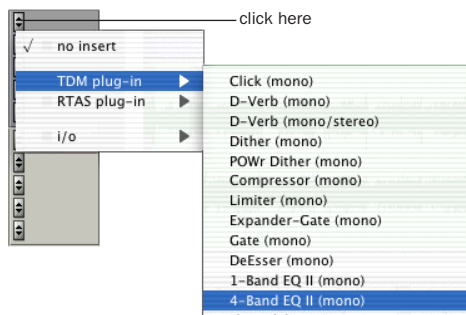 click here
√ no insert
TDM plug-in
RTAS plug-in
i/o
Click (mono)
D-Verb (mono)
D-Verb (mono/stereo)
Dither (mono)
POWr Dither (mono)
Compressor (mono)
Limiter (mono)
Expander-Gate (mono)
Gate (mono)
DeEsser (mono)
1-Band EQ II (mono)
4-Band EQ II (mono)